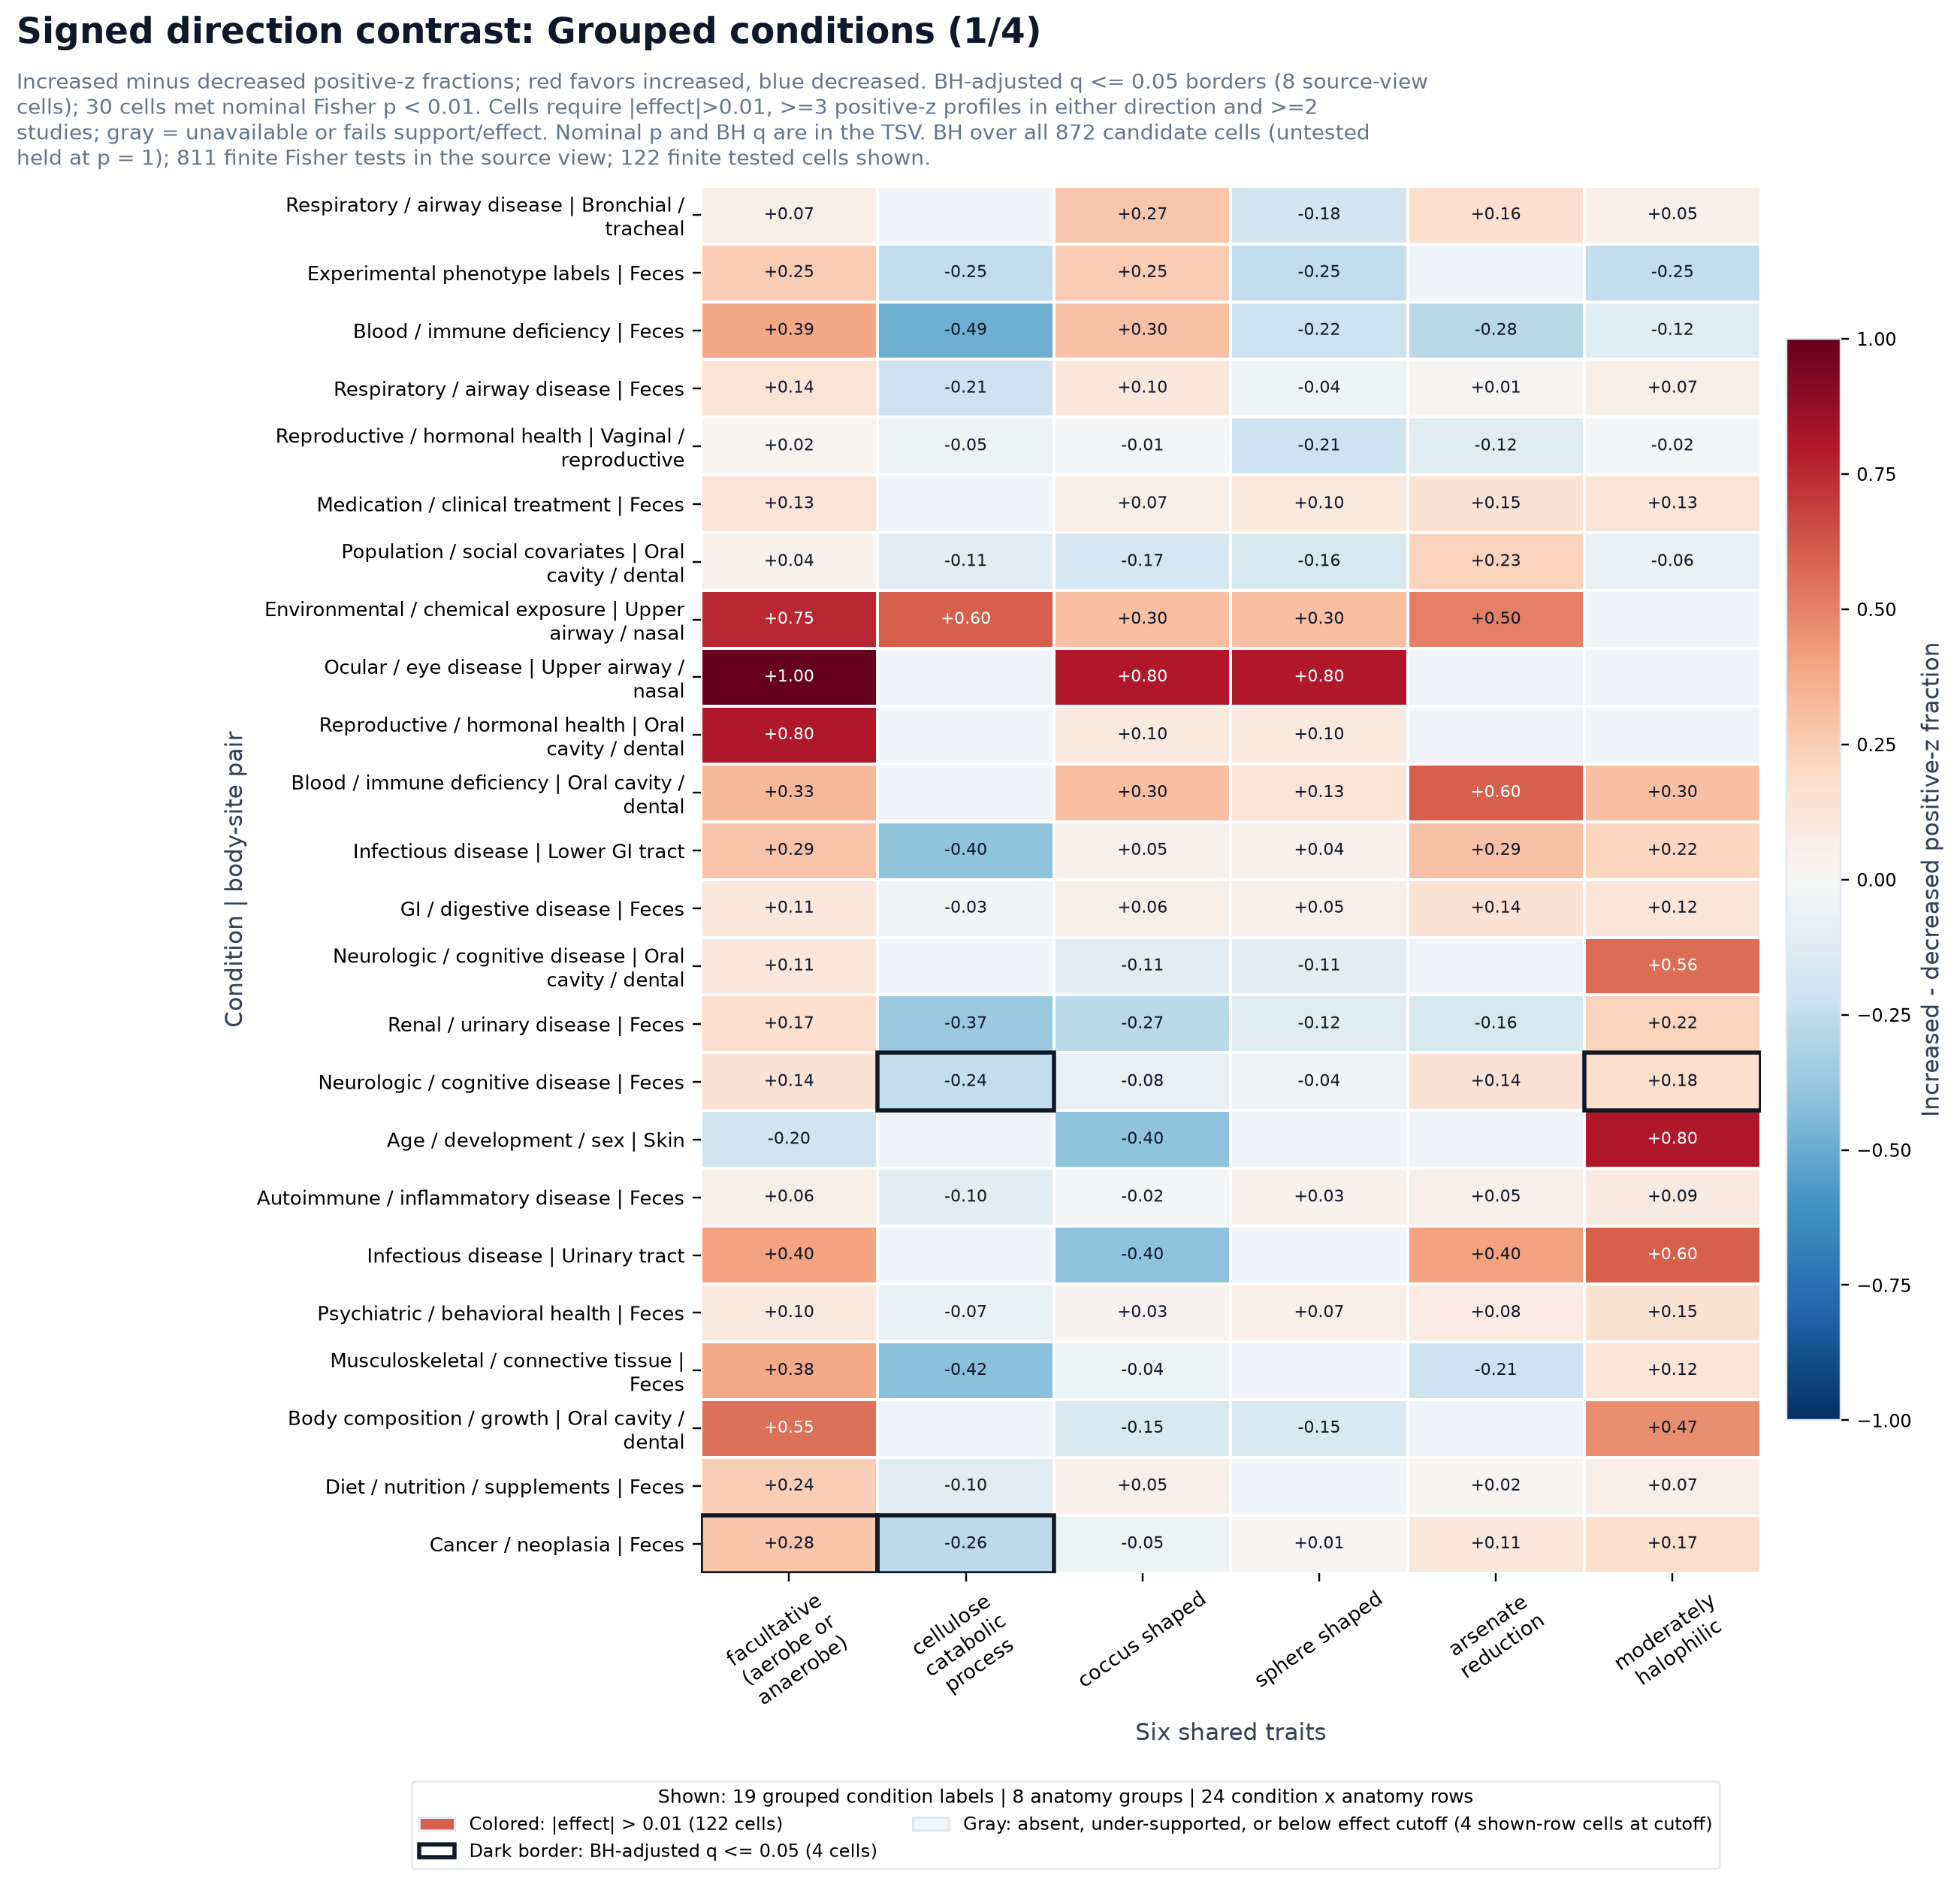 Signed direction contrast: Grouped conditions (1/4)
Increased minus decreased positive-z fractions; red favors increased, blue decreased. BH-adjusted q <= 0.05 borders (8 source-view
cells); 30 cells met nominal Fisher p < 0.01. Cells require |effect|>0.01, >=3 positive-z profiles in either direction and >=2
studies; gray = unavailable or fails support/effect. Nominal p and BH q are in the TSV. BH over all 872 candidate cells (untested
held at p = 1); 811 finite Fisher tests in the source view; 122 finite tested cells shown.
Condition | body-site pair
Respiratory / airway disease | Bronchial /
tracheal
+0.07 +0.27 -0.18 +0.16 +0.05
Experimental phenotype labels | Feces
+0.25 -0.25 +0.25 -0.25 -0.25
Blood / immune deficiency | Feces
+0.39 -0.49 +0.30 -0.22 -0.28 -0.12
Respiratory / airway disease | Feces
+0.14 -0.21 +0.10 -0.04 +0.01 +0.07
Reproductive / hormonal health | Vaginal /
reproductive
+0.02 -0.05 -0.01 -0.21 -0.12 -0.02
Medication / clinical treatment | Feces
+0.13 +0.07 +0.10 +0.15 +0.13
Population / social covariates | Oral
cavity / dental
+0.04 -0.11 -0.17 -0.16 +0.23 -0.06
Environmental / chemical exposure | Upper
airway / nasal
+0.75 +0.60 +0.30 +0.30 +0.50
Ocular / eye disease | Upper airway /
nasal
+1.00 +0.80 +0.80
Reproductive / hormonal health | Oral
cavity / dental
+0.80 +0.10 +0.10
Blood / immune deficiency | Oral cavity /
dental
+0.33 +0.30 +0.13 +0.60 +0.30
Infectious disease | Lower GI tract
+0.29 -0.40 +0.05 +0.04 +0.29 +0.22
GI / digestive disease | Feces
+0.11 -0.03 +0.06 +0.05 +0.14 +0.12
Neurologic / cognitive disease | Oral
cavity / dental
+0.11 -0.11 -0.11 +0.56
Renal / urinary disease | Feces
+0.17 -0.37 -0.27 -0.12 -0.16 +0.22
Neurologic / cognitive disease | Feces
+0.14 -0.24 -0.08 -0.04 +0.14 +0.18
Age / development / sex | Skin
-0.20 -0.40 +0.80
Autoimmune / inflammatory disease | Feces
+0.06 -0.10 -0.02 +0.03 +0.05 +0.09
Infectious disease | Urinary tract
+0.40 -0.40 +0.40 +0.60
Psychiatric / behavioral health | Feces
+0.10 -0.07 +0.03 +0.07 +0.08 +0.15
Musculoskeletal / connective tissue |
Feces
+0.38 -0.42 -0.04 -0.21 +0.12
Body composition / growth | Oral cavity /
dental
+0.55 -0.15 -0.15 +0.47
Diet / nutrition / supplements | Feces
+0.24 -0.10 +0.05 +0.02 +0.07
Cancer / neoplasia | Feces
+0.28 -0.26 -0.05 +0.01 +0.11 +0.17
facultative
(aerobe or
anaerobe)
cellulose
catabolic
process
coccus shaped
sphere shaped
arsenate
reduction
moderately
halophilic
Six shared traits
1.00
0.75
0.50
0.25
0.00
−0.25
−0.50
−0.75
−1.00
Increased - decreased positive-z fraction
Shown: 19 grouped condition labels | 8 anatomy groups | 24 condition x anatomy rows
Colored: |effect| > 0.01 (122 cells)
Gray: absent, under-supported, or below effect cutoff (4 shown-row cells at cutoff)
Dark border: BH-adjusted q <= 0.05 (4 cells)